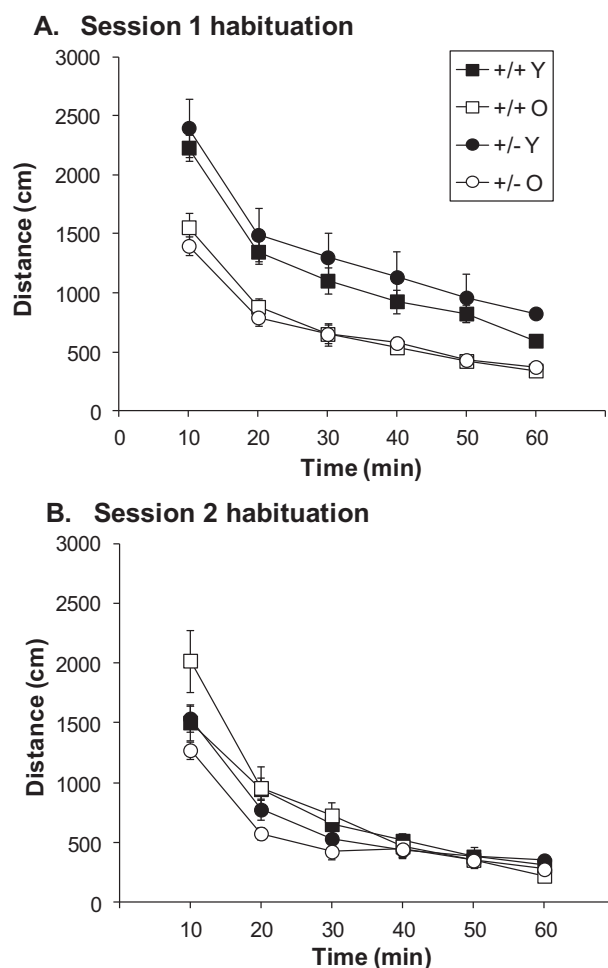 A. Session 1 habituation
3000
2500
2000
1500
1000
500
0
Distance (cm)
+/+ Y
+/+ O
+/- Y
+/- O
0 10 20 30 40 50 60
Time (min)
B. Session 2 habituation
3000
2500
2000
1500
1000
500
0
Distance (cm)
10 20 30 40 50 60
Time (min)